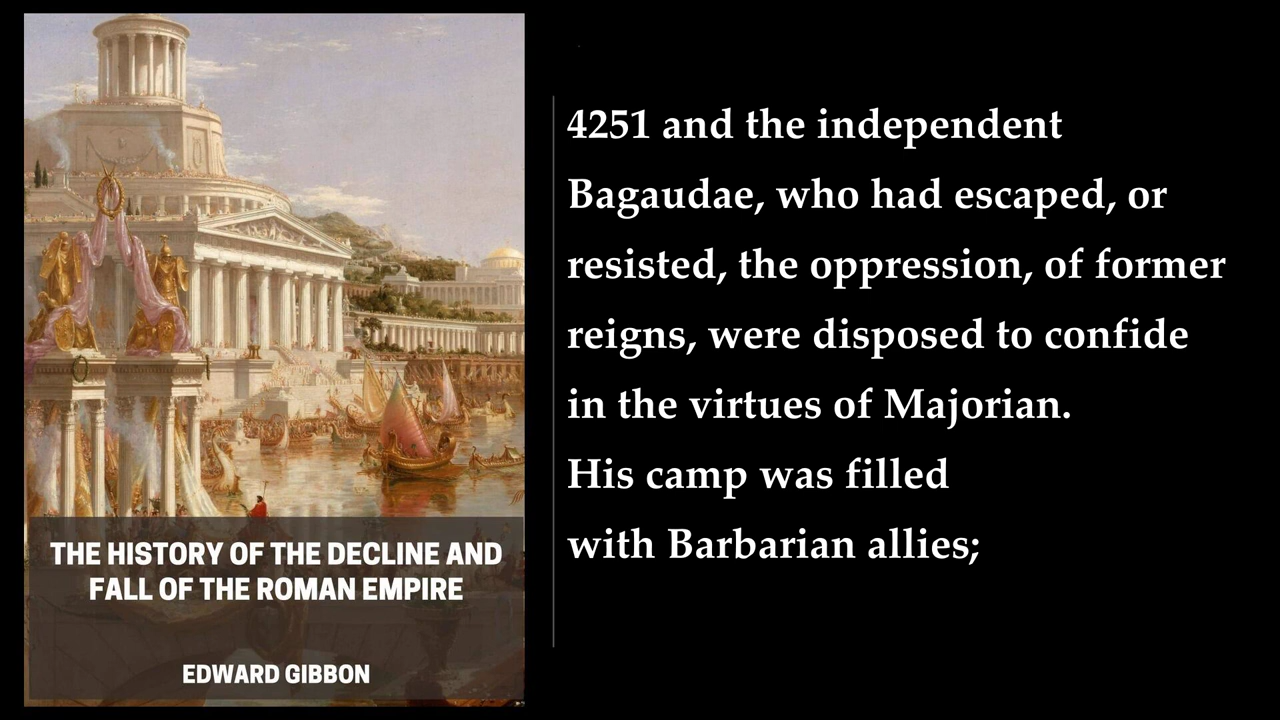 THE HISTORY OF THE DECLINE AND
FALL OF THE ROMAN EMPIRE
EDWARD GIBBON
4251 and the independent
Bagaudae, who had escaped, or
resisted, the oppression, of former
reigns, were disposed to confide
in the virtues of Majorian.
His camp was filled
with Barbarian allies;